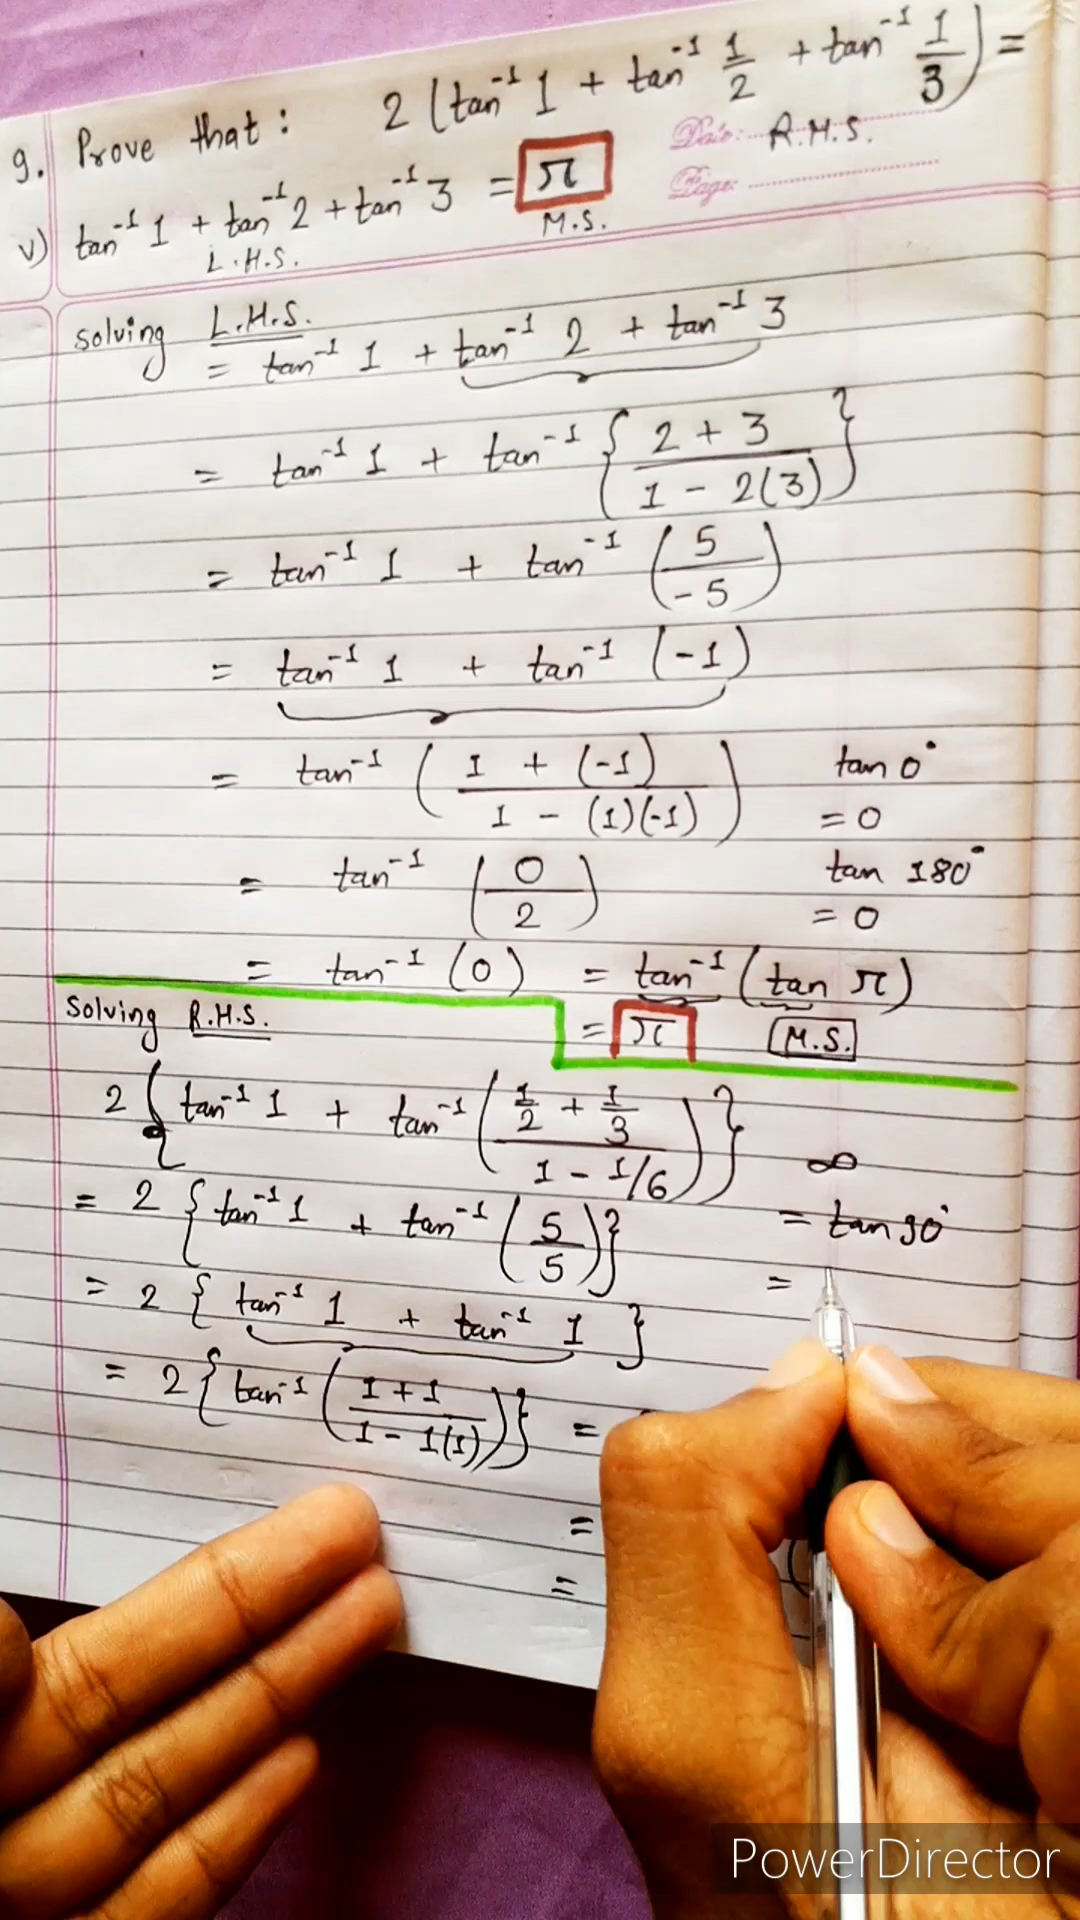 9. Prove that : 2 (tan⁻¹ 1 + tan⁻¹ 1/2 + tan⁻¹ 1/3) =
Date: R.H.S.
Page:
v) tan⁻¹ 1 + tan⁻¹ 2 + tan⁻¹ 3 = π
L.H.S. M.S.
Solving L.H.S.
= tan⁻¹ 1 + tan⁻¹ 2 + tan⁻¹ 3
= tan⁻¹ 1 + tan⁻¹ { (2 + 3)/(1 - 2(3)) }
= tan⁻¹ 1 + tan⁻¹ (5/-5)
= tan⁻¹ 1 + tan⁻¹ (-1)
= tan⁻¹ ( (1 + (-1))/(1 - (1)(-1)) ) tan 0°
= 0
= tan⁻¹ (0/2) tan 180°
= 0
= tan⁻¹ (0) = tan⁻¹ (tan π)
= π M.S.
Solving R.H.S.
2 { tan⁻¹ 1 + tan⁻¹ ( (1/2 + 1/3)/(1 - 1/6) ) } ∞
= 2 { tan⁻¹ 1 + tan⁻¹ (5/5) } = tan 90°
= 2 { tan⁻¹ 1 + tan⁻¹ 1 } =
= 2 { tan⁻¹ ( (1 + 1)/(1 - 1(1)) ) } =
=
=
PowerDirector